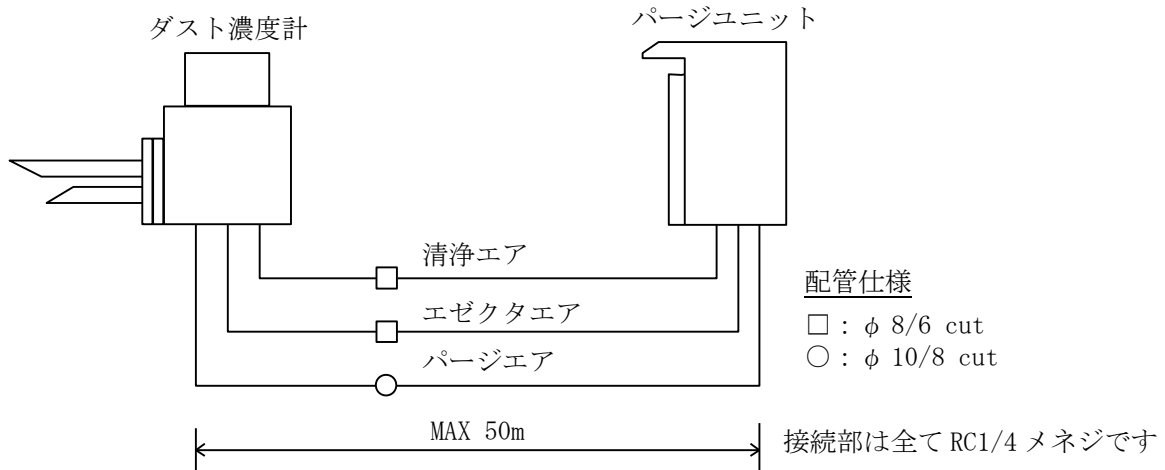 ダスト濃度計
パージユニット
清浄エア
エゼクタエア
パージエア
配管仕様
□：φ 8/6 cut
○：φ 10/8 cut
MAX 50m
接続部は全て RC1/4 メネジです